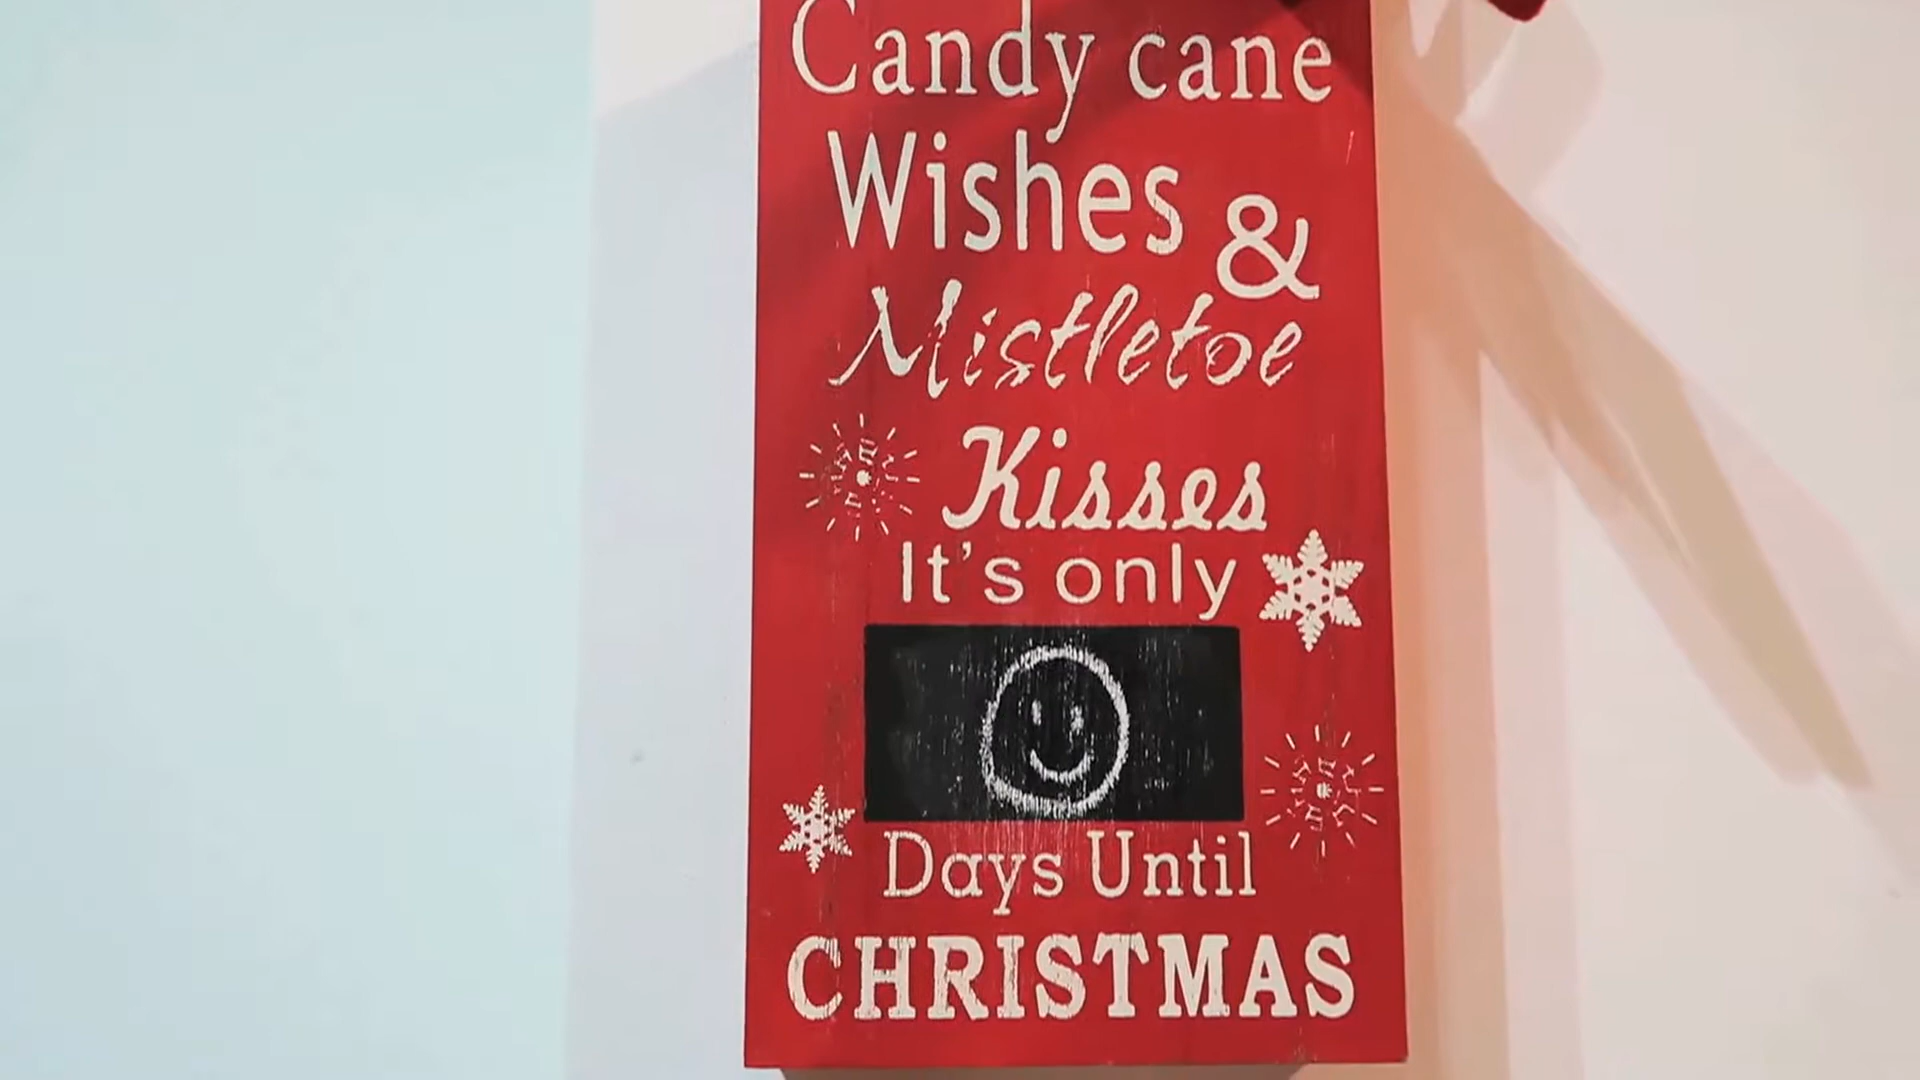 Candy cane
Wishes &
Mistletoe
Kisses
It's only
Days Until
CHRISTMAS